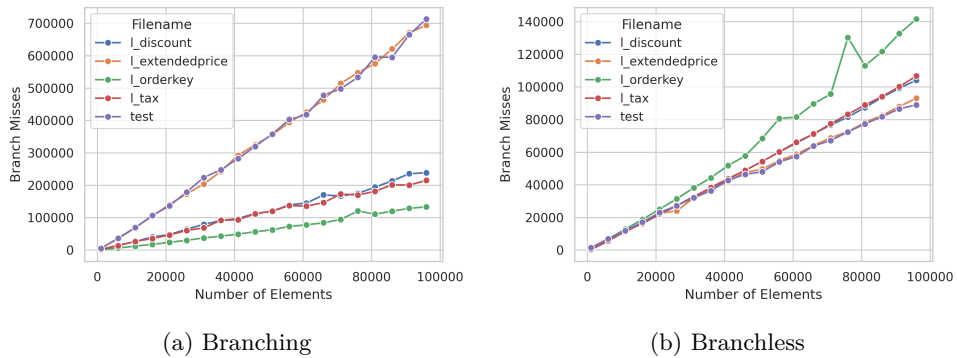 Filename
l_discount
l_extendedprice
l_orderkey
l_tax
test
700000
600000
500000
400000
300000
200000
100000
0
Branch Misses
0 20000 40000 60000 80000 100000
Number of Elements
(a) Branching
Filename
l_discount
l_extendedprice
l_orderkey
l_tax
test
140000
120000
100000
80000
60000
40000
20000
0
Branch Misses
0 20000 40000 60000 80000 100000
Number of Elements
(b) Branchless